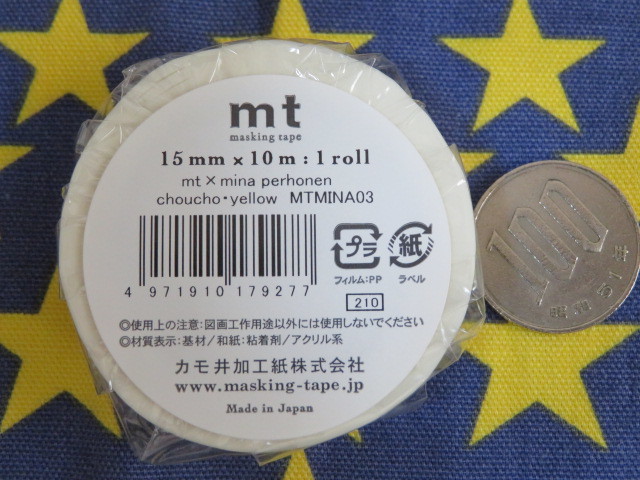 mt
masking tape
15mm × 10m : 1 roll
mt × mina perhonen
choucho・yellow MTMINA03
プラ
紙
フィルム:PP
ラベル
4 971910 179277
210
◎使用上の注意:図画工作用途以外には使用しないでください
◎材質表示:基材/和紙:粘着剤/アクリル系
カモ井加工紙株式会社
www.masking-tape.jp
Made in Japan
100
昭和51年